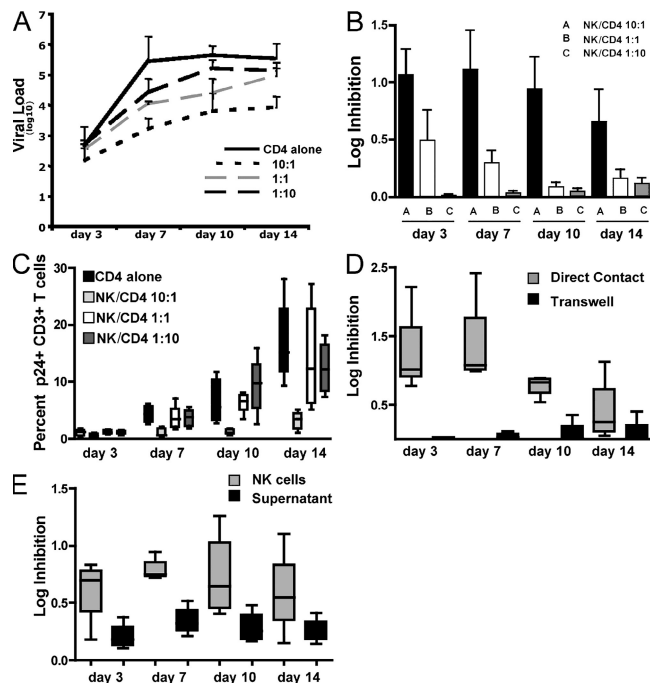 A
Viral Load
(log10)
7
6
5
4
3
2
1
0
CD4 alone
10:1
1:1
1:10
day 3 day 7 day 10 day 14
B
A NK/CD4 10:1
B NK/CD4 1:1
C NK/CD4 1:10
Log Inhibition
1.5
1.0
0.5
0.0
A B C A B C A B C A B C
day 3 day 7 day 10 day 14
C
Percent p24+ CD3+ T cells
30
20
10
0
CD4 alone
NK/CD4 10:1
NK/CD4 1:1
NK/CD4 1:10
day 3 day 7 day 10 day 14
D
Direct Contact
Transwell
Log Inhibition
2.5
1.5
0.5
day 3 day 7 day 10 day 14
E
NK cells
Supernatant
Log Inhibition
1.5
1.0
0.5
0.0
day 3 day 7 day 10 day 14